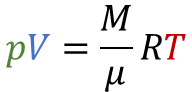 pV = M/μ RT